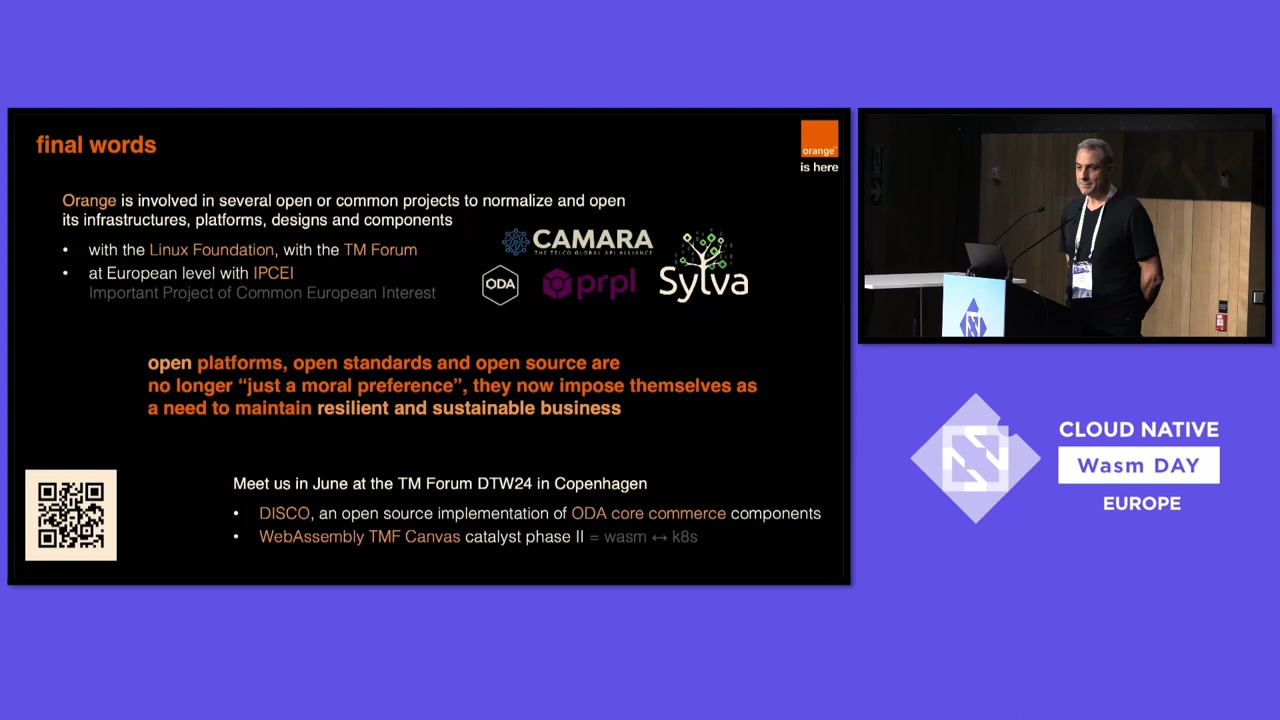 final words
orange™
is here
Orange is involved in several open or common projects to normalize and open
its infrastructures, platforms, designs and components
• with the Linux Foundation, with the TM Forum
• at European level with IPCEI
Important Project of Common European Interest
CAMARA
THE TELCO GLOBAL API ALLIANCE
ODA
prpl
Sylva
open platforms, open standards and open source are
no longer “just a moral preference”, they now impose themselves as
a need to maintain resilient and sustainable business
Meet us in June at the TM Forum DTW24 in Copenhagen
• DISCO, an open source implementation of ODA core commerce components
• WebAssembly TMF Canvas catalyst phase II = wasm ↔ k8s
CLOUD NATIVE
Wasm DAY
EUROPE